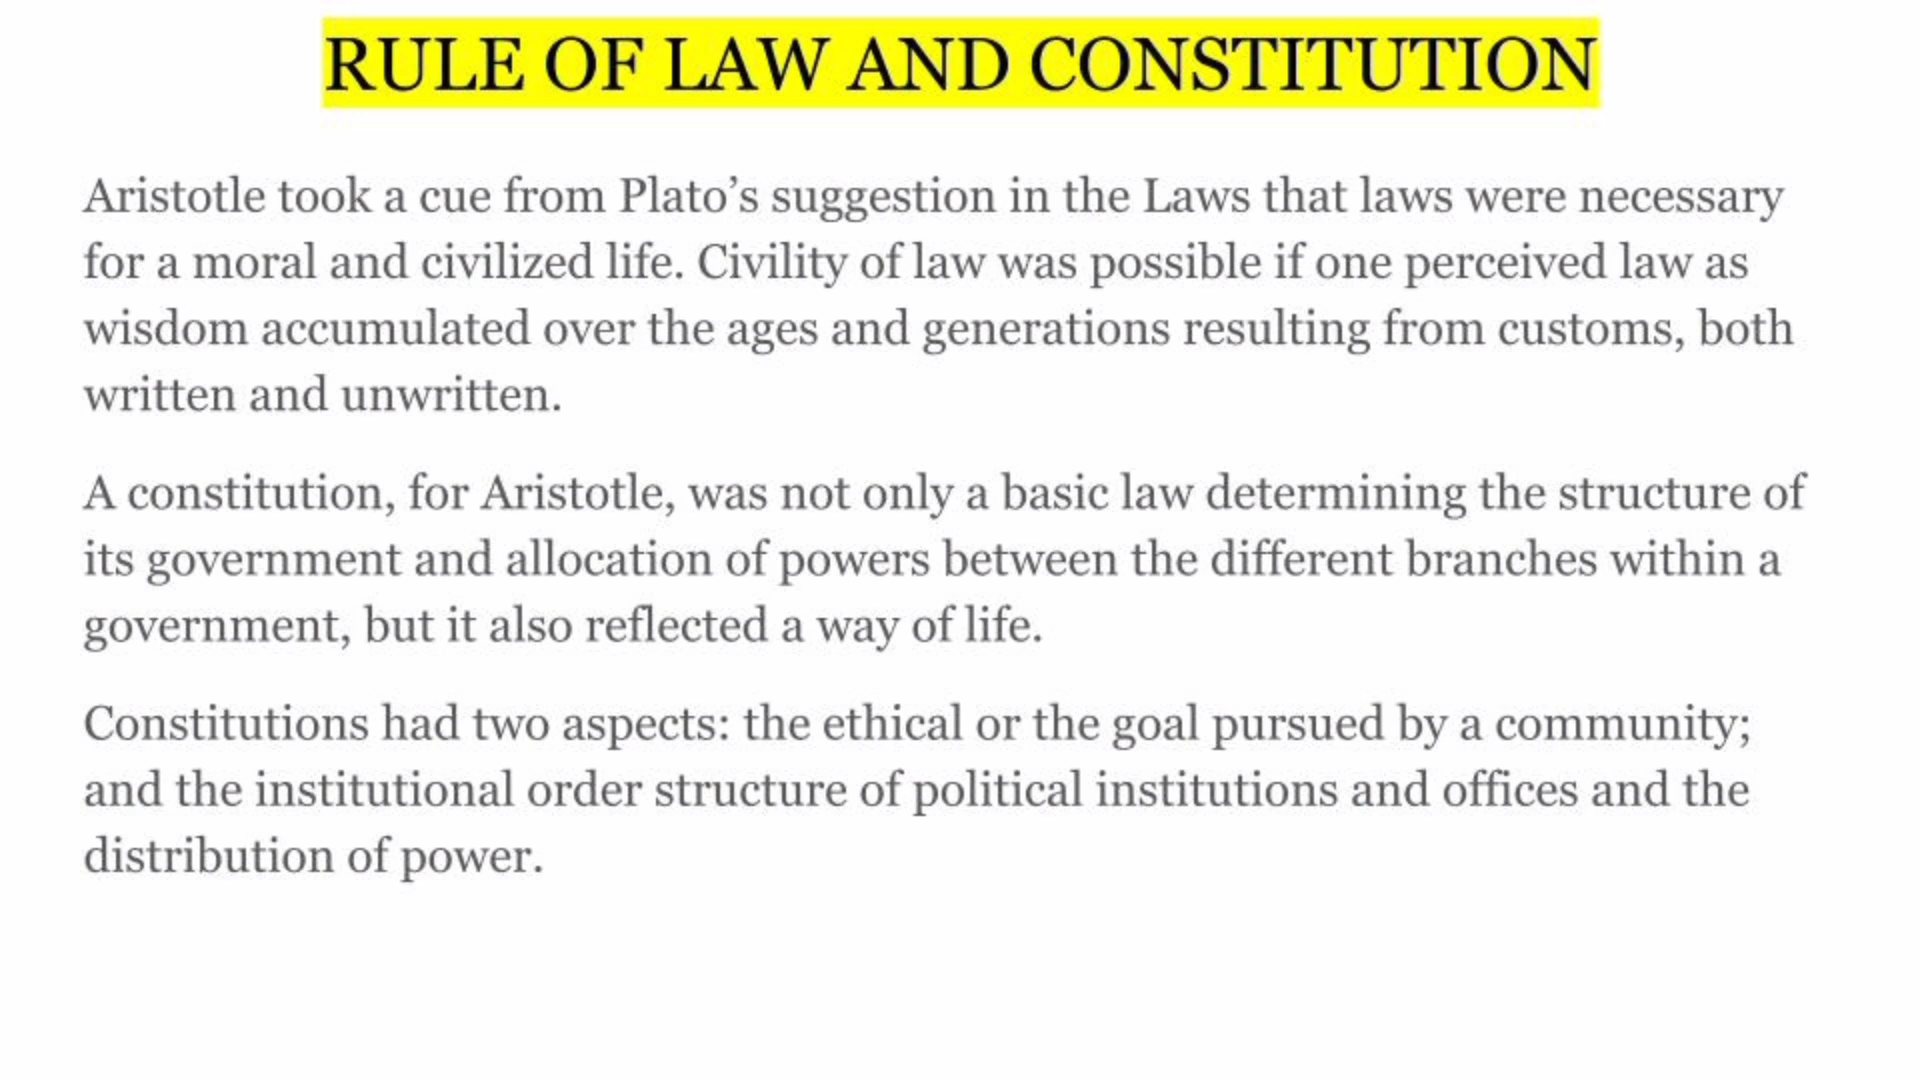 RULE OF LAW AND CONSTITUTION
Aristotle took a cue from Plato’s suggestion in the Laws that laws were necessary
for a moral and civilized life. Civility of law was possible if one perceived law as
wisdom accumulated over the ages and generations resulting from customs, both
written and unwritten.
A constitution, for Aristotle, was not only a basic law determining the structure of
its government and allocation of powers between the different branches within a
government, but it also reflected a way of life.
Constitutions had two aspects: the ethical or the goal pursued by a community;
and the institutional order structure of political institutions and offices and the
distribution of power.